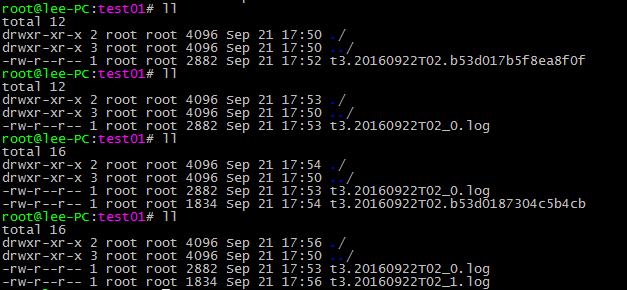 root@lee-PC:test01# ll
total 12
drwxr-xr-x 2 root root 4096 Sep 21 17:50 ./
drwxr-xr-x 3 root root 4096 Sep 21 17:50 ../
-rw-r--r-- 1 root root 2882 Sep 21 17:52 t3.20160922T02.b53d017b5f8ea8f0f
root@lee-PC:test01# ll
total 12
drwxr-xr-x 2 root root 4096 Sep 21 17:53 ./
drwxr-xr-x 3 root root 4096 Sep 21 17:50 ../
-rw-r--r-- 1 root root 2882 Sep 21 17:53 t3.20160922T02_0.log
root@lee-PC:test01# ll
total 16
drwxr-xr-x 2 root root 4096 Sep 21 17:54 ./
drwxr-xr-x 3 root root 4096 Sep 21 17:50 ../
-rw-r--r-- 1 root root 2882 Sep 21 17:53 t3.20160922T02_0.log
-rw-r--r-- 1 root root 1834 Sep 21 17:54 t3.20160922T02.b53d0187304c5b4cb
root@lee-PC:test01# ll
total 16
drwxr-xr-x 2 root root 4096 Sep 21 17:56 ./
drwxr-xr-x 3 root root 4096 Sep 21 17:50 ../
-rw-r--r-- 1 root root 2882 Sep 21 17:53 t3.20160922T02_0.log
-rw-r--r-- 1 root root 1834 Sep 21 17:56 t3.20160922T02_1.log